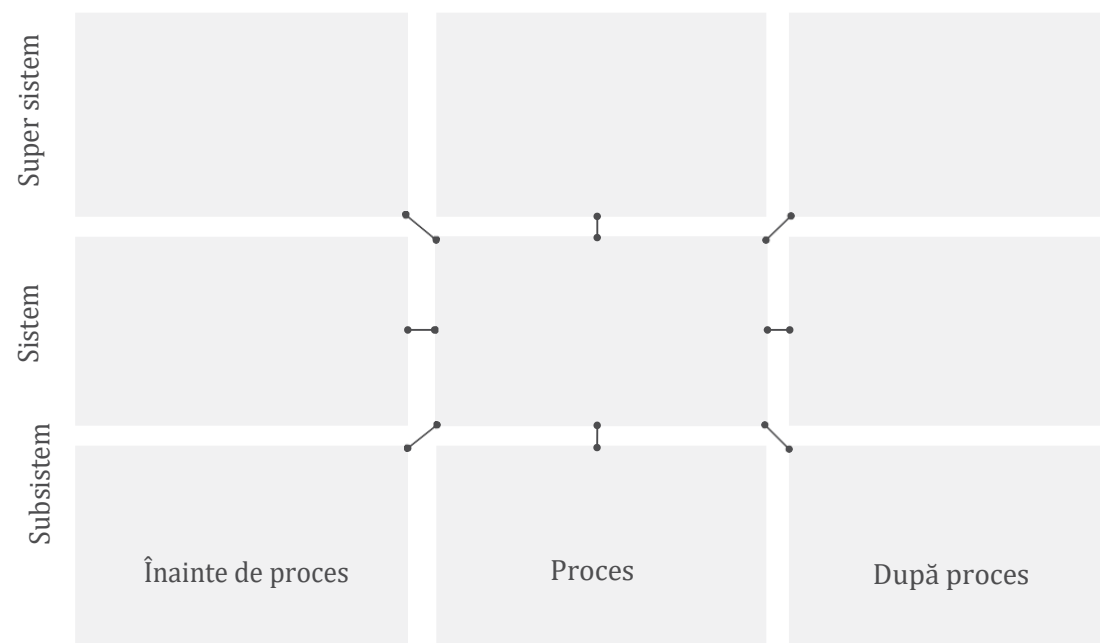 Super sistem
Sistem
Subsistem
Înainte de proces
Proces
După proces